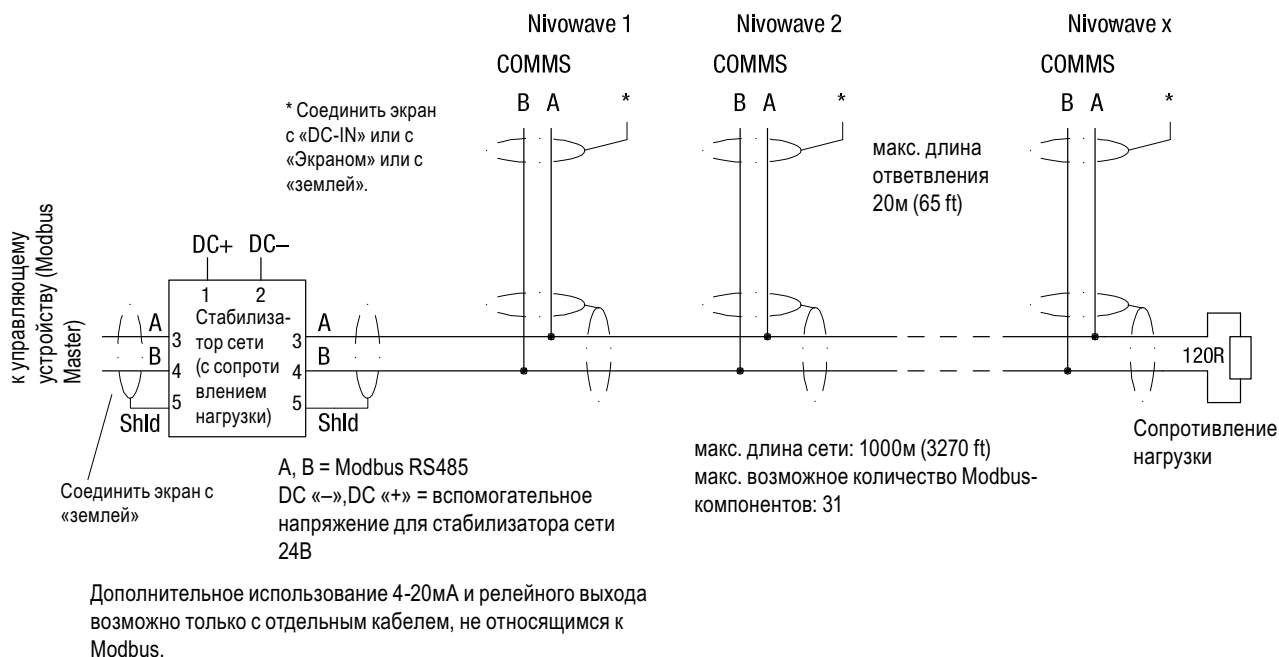 Nivowave 1
Nivowave 2
Nivowave x
COMMS
COMMS
COMMS
B A *
B A *
B A *
* Соединить экран
с «DC-IN» или с
«Экраном» или с
«землей».
макс. длина
ответвления
20м (65 ft)
к управляющему
устройству (Modbus
Master)
DC+ DC–
1 2
Стабилиза-
тор сети
(с сопроти
влением
нагрузки)
A 3
B 4
5
Shld
3 A
4 B
5
Shld
120R
Сопротивление
нагрузки
Соединить экран с
«землей»
A, B = Modbus RS485
DC «–»,DC «+» = вспомогательное
напряжение для стабилизатора сети
24В
макс. длина сети: 1000м (3270 ft)
макс. возможное количество Modbus-
компонентов: 31
Дополнительное использование 4-20мА и релейного выхода
возможно только с отдельным кабелем, не относящимся к
Modbus.